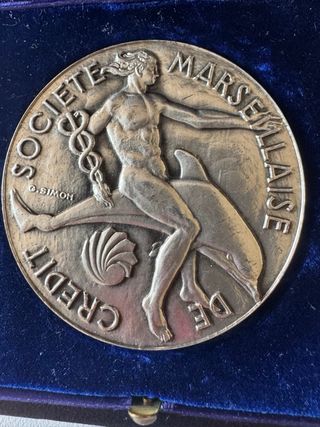 SOCIETE
MARSEILLAISE
DE
CREDIT
G. SIMON